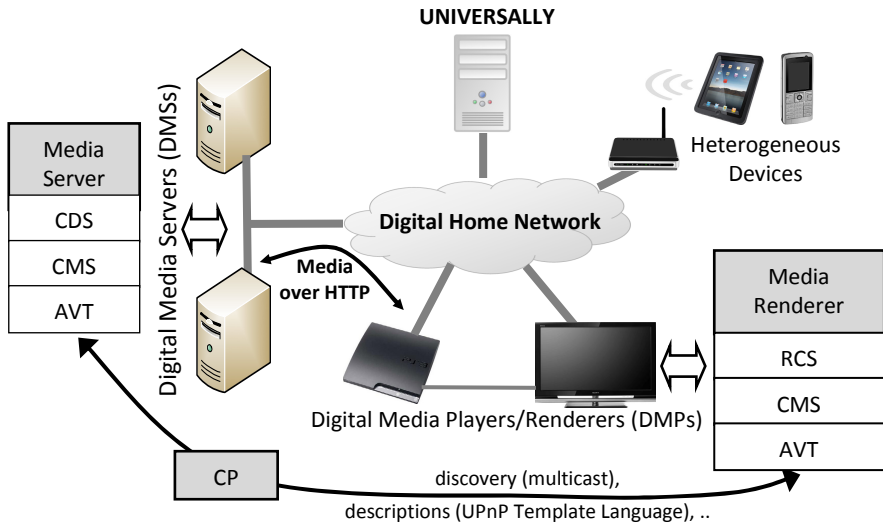 UNIVERSALLY
Digital Media Servers (DMSs)
Media
Server
CDS
CMS
AVT
Heterogeneous
Devices
Digital Home Network
Media
over HTTP
Media
Renderer
RCS
CMS
AVT
Digital Media Players/Renderers (DMPs)
CP
discovery (multicast),
descriptions (UPnP Template Language), ..